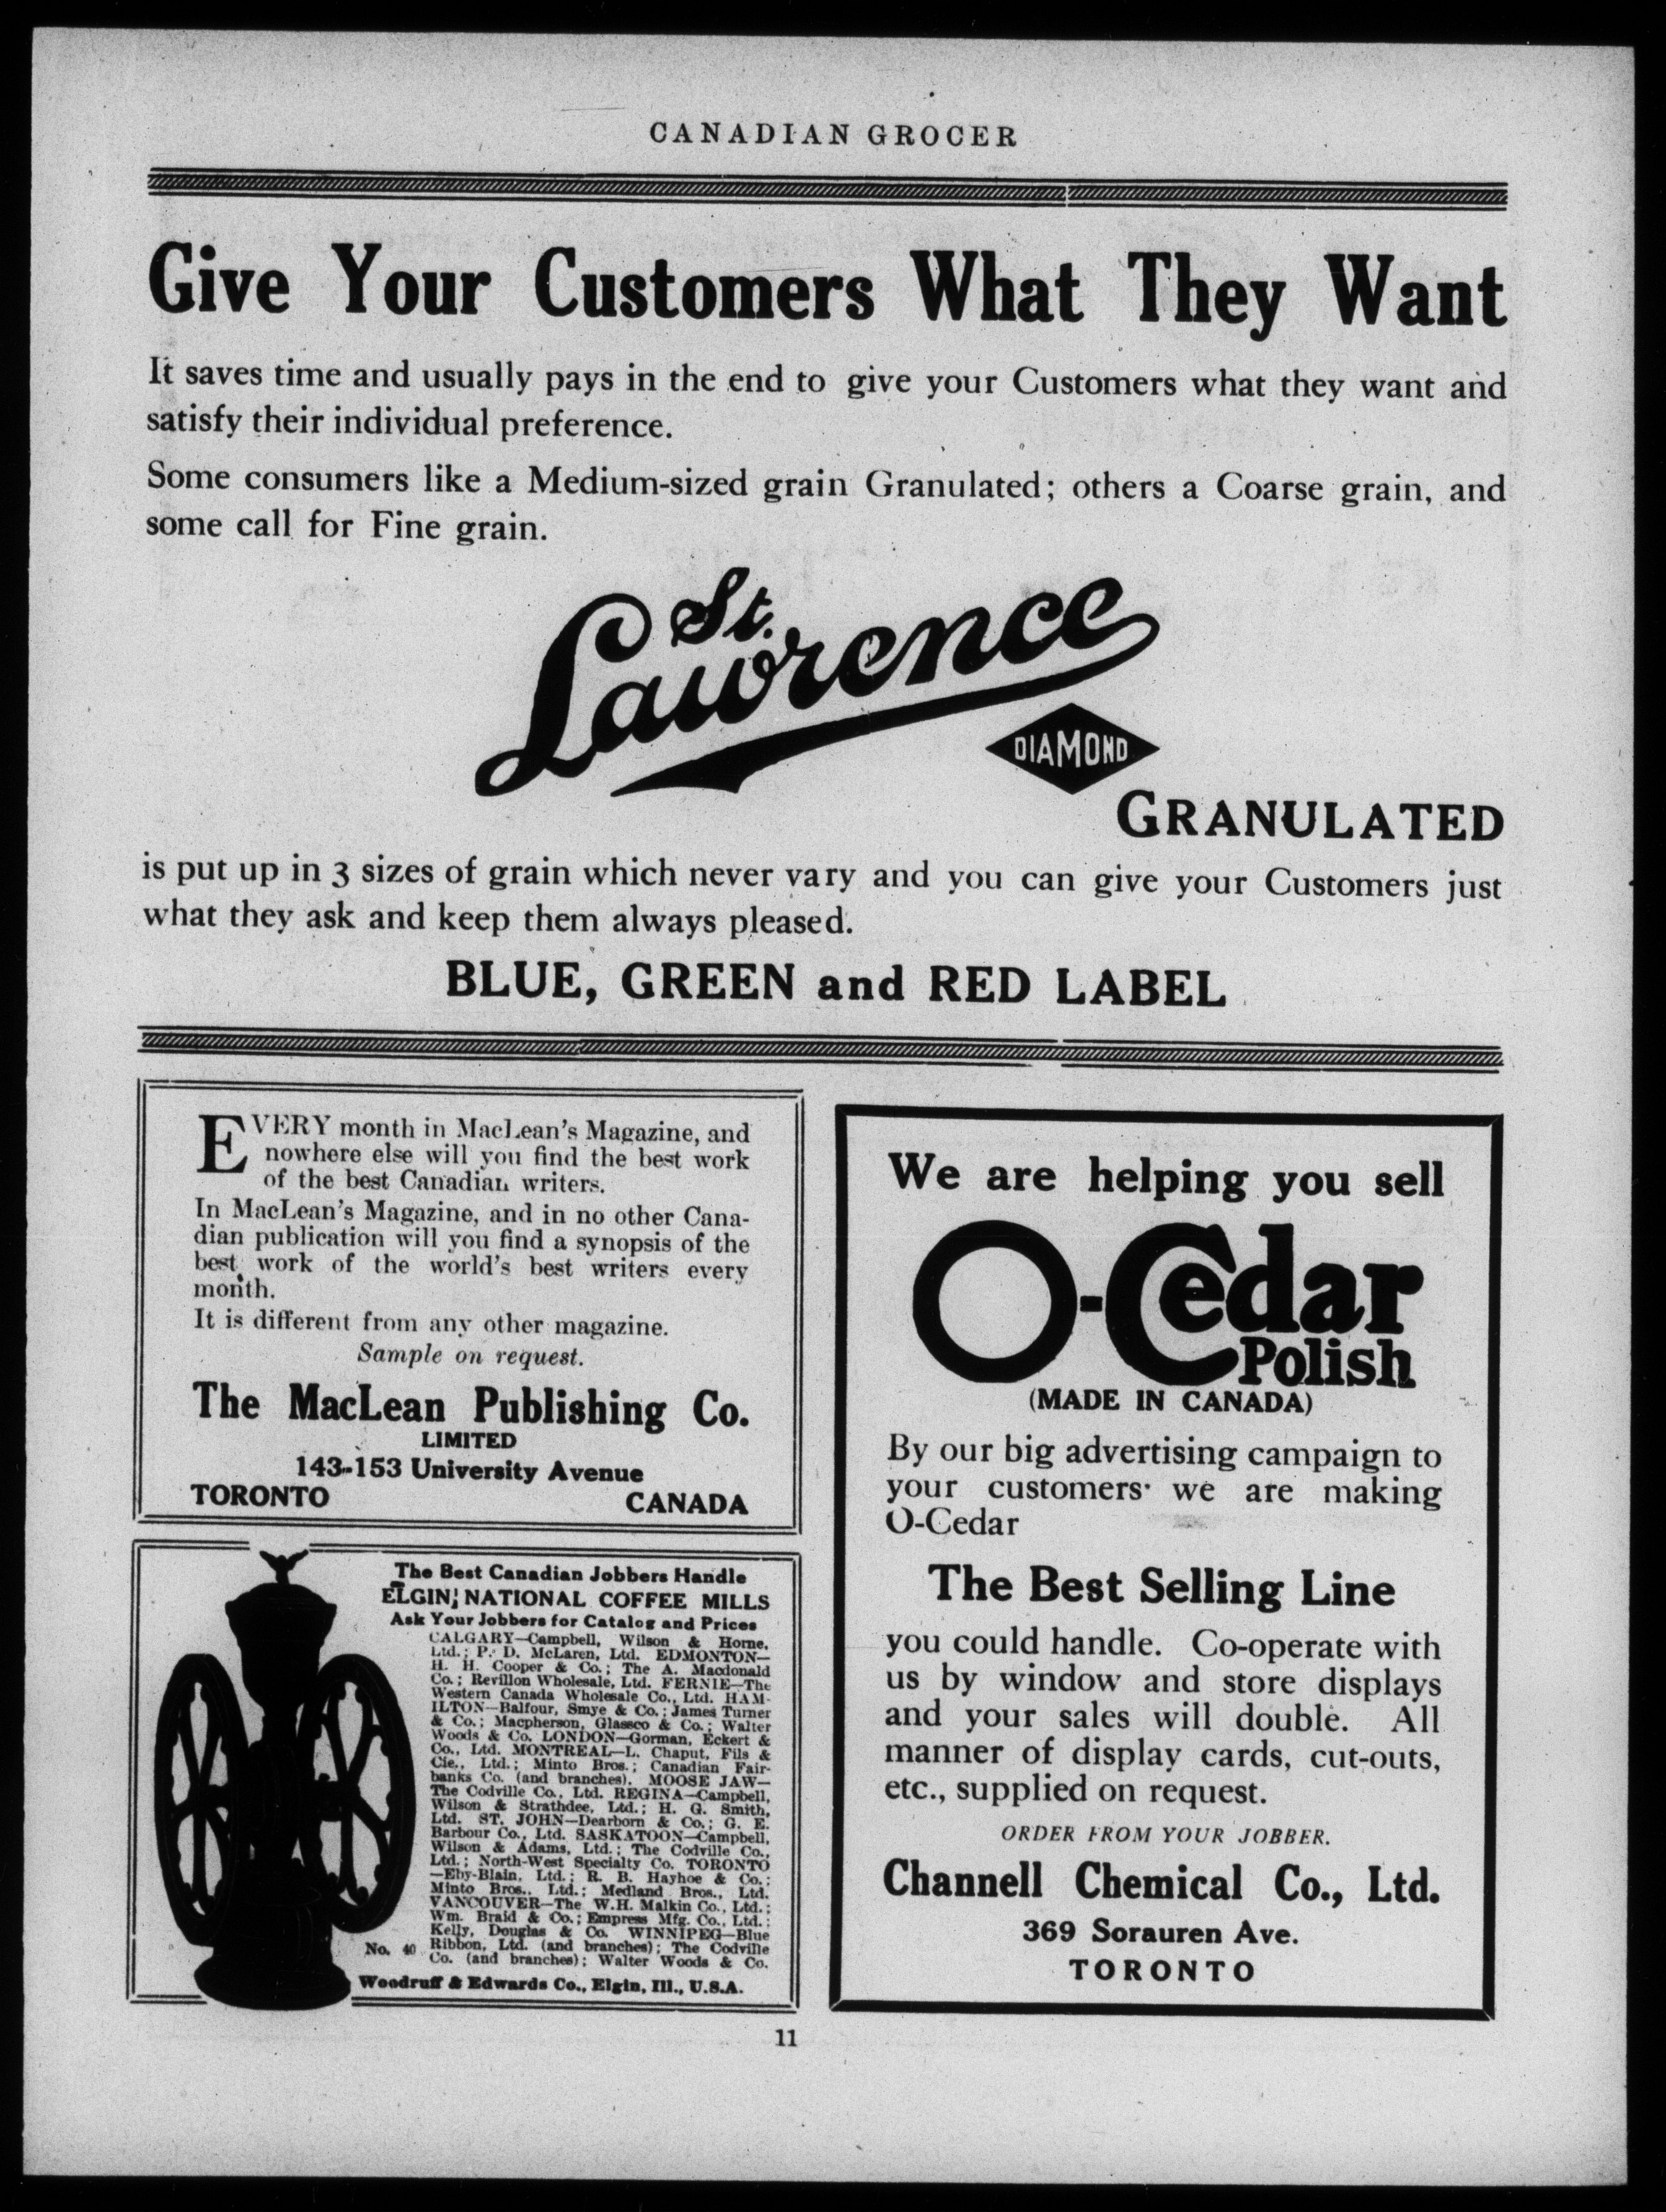 CANADIAN GROCER
Give Your Customers What They Want
It saves time and usually pays in the end to give your Customers what they want and
satisfy their individual preference.
Some consumers like a Medium-sized grain Granulated; others a Coarse grain, and
some call for Fine grain.
St.
Lawrence
DIAMOND
GRANULATED
is put up in 3 sizes of grain which never vary and you can give your Customers just
what they ask and keep them always pleased.
BLUE, GREEN and RED LABEL
EVERY month in MacLean's Magazine, and
nowhere else will you find the best work
of the best Canadian writers.
In MacLean's Magazine, and in no other Cana-
dian publication will you find a synopsis of the
best work of the world's best writers every
month.
It is different from any other magazine.
Sample on request.
The MacLean Publishing Co.
LIMITED
143-153 University Avenue
TORONTO CANADA
The Best Canadian Jobbers Handle
ELGIN NATIONAL COFFEE MILLS
Ask Your Jobbers for Catalog and Prices
CALGARY—Campbell, Wilson & Horne,
Ltd.; P. D. McLaren, Ltd. EDMONTON—
H. H. Cooper & Co.; The A. Macdonald
Co.; Revillon Wholesale, Ltd. FERNIE—The
Western Canada Wholesale Co., Ltd. HAM-
ILTON—Balfour, Smye & Co.; James Turner
& Co.; Macpherson, Glassco & Co.; Walter
Woods & Co. LONDON—Gorman, Eckert &
Co., Ltd. MONTREAL—L. Chaput, Fils &
Cie., Ltd.; Minto Bros.; Canadian Fair-
banks Co. (and branches). MOOSE JAW—
The Codville Co., Ltd. REGINA—Campbell,
Wilson & Strathdee, Ltd.; H. G. Smith,
Ltd. ST. JOHN—Dearborn & Co.; G. E.
Barbour Co., Ltd. SASKATOON—Campbell,
Wilson & Adams, Ltd.; The Codville Co.,
Ltd.; North-West Specialty Co. TORONTO
—Eby-Blain, Ltd.; R. B. Hayhoe & Co.;
Minto Bros., Ltd.; Medland Bros., Ltd.
VANCOUVER—The W.H. Malkin Co., Ltd.;
Wm. Braid & Co.; Empress Mfg. Co., Ltd.;
Kelly, Douglas & Co. WINNIPEG—Blue
Ribbon, Ltd. (and branches); The Codville
Co. (and branches); Walter Woods & Co.
No. 40
Woodruff & Edwards Co., Elgin, Ill., U.S.A.
We are helping you sell
O-Cedar
Polish
(MADE IN CANADA)
By our big advertising campaign to
your customers we are making
O-Cedar
The Best Selling Line
you could handle. Co-operate with
us by window and store displays
and your sales will double. All
manner of display cards, cut-outs,
etc., supplied on request.
ORDER FROM YOUR JOBBER.
Channell Chemical Co., Ltd.
369 Sorauren Ave.
TORONTO
11